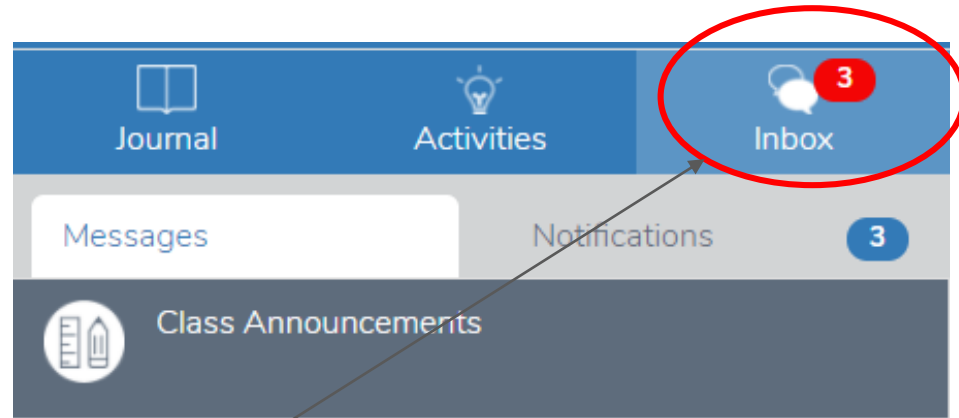 3
Journal Activities Inbox
Messages Notifications 3
Class Announcements